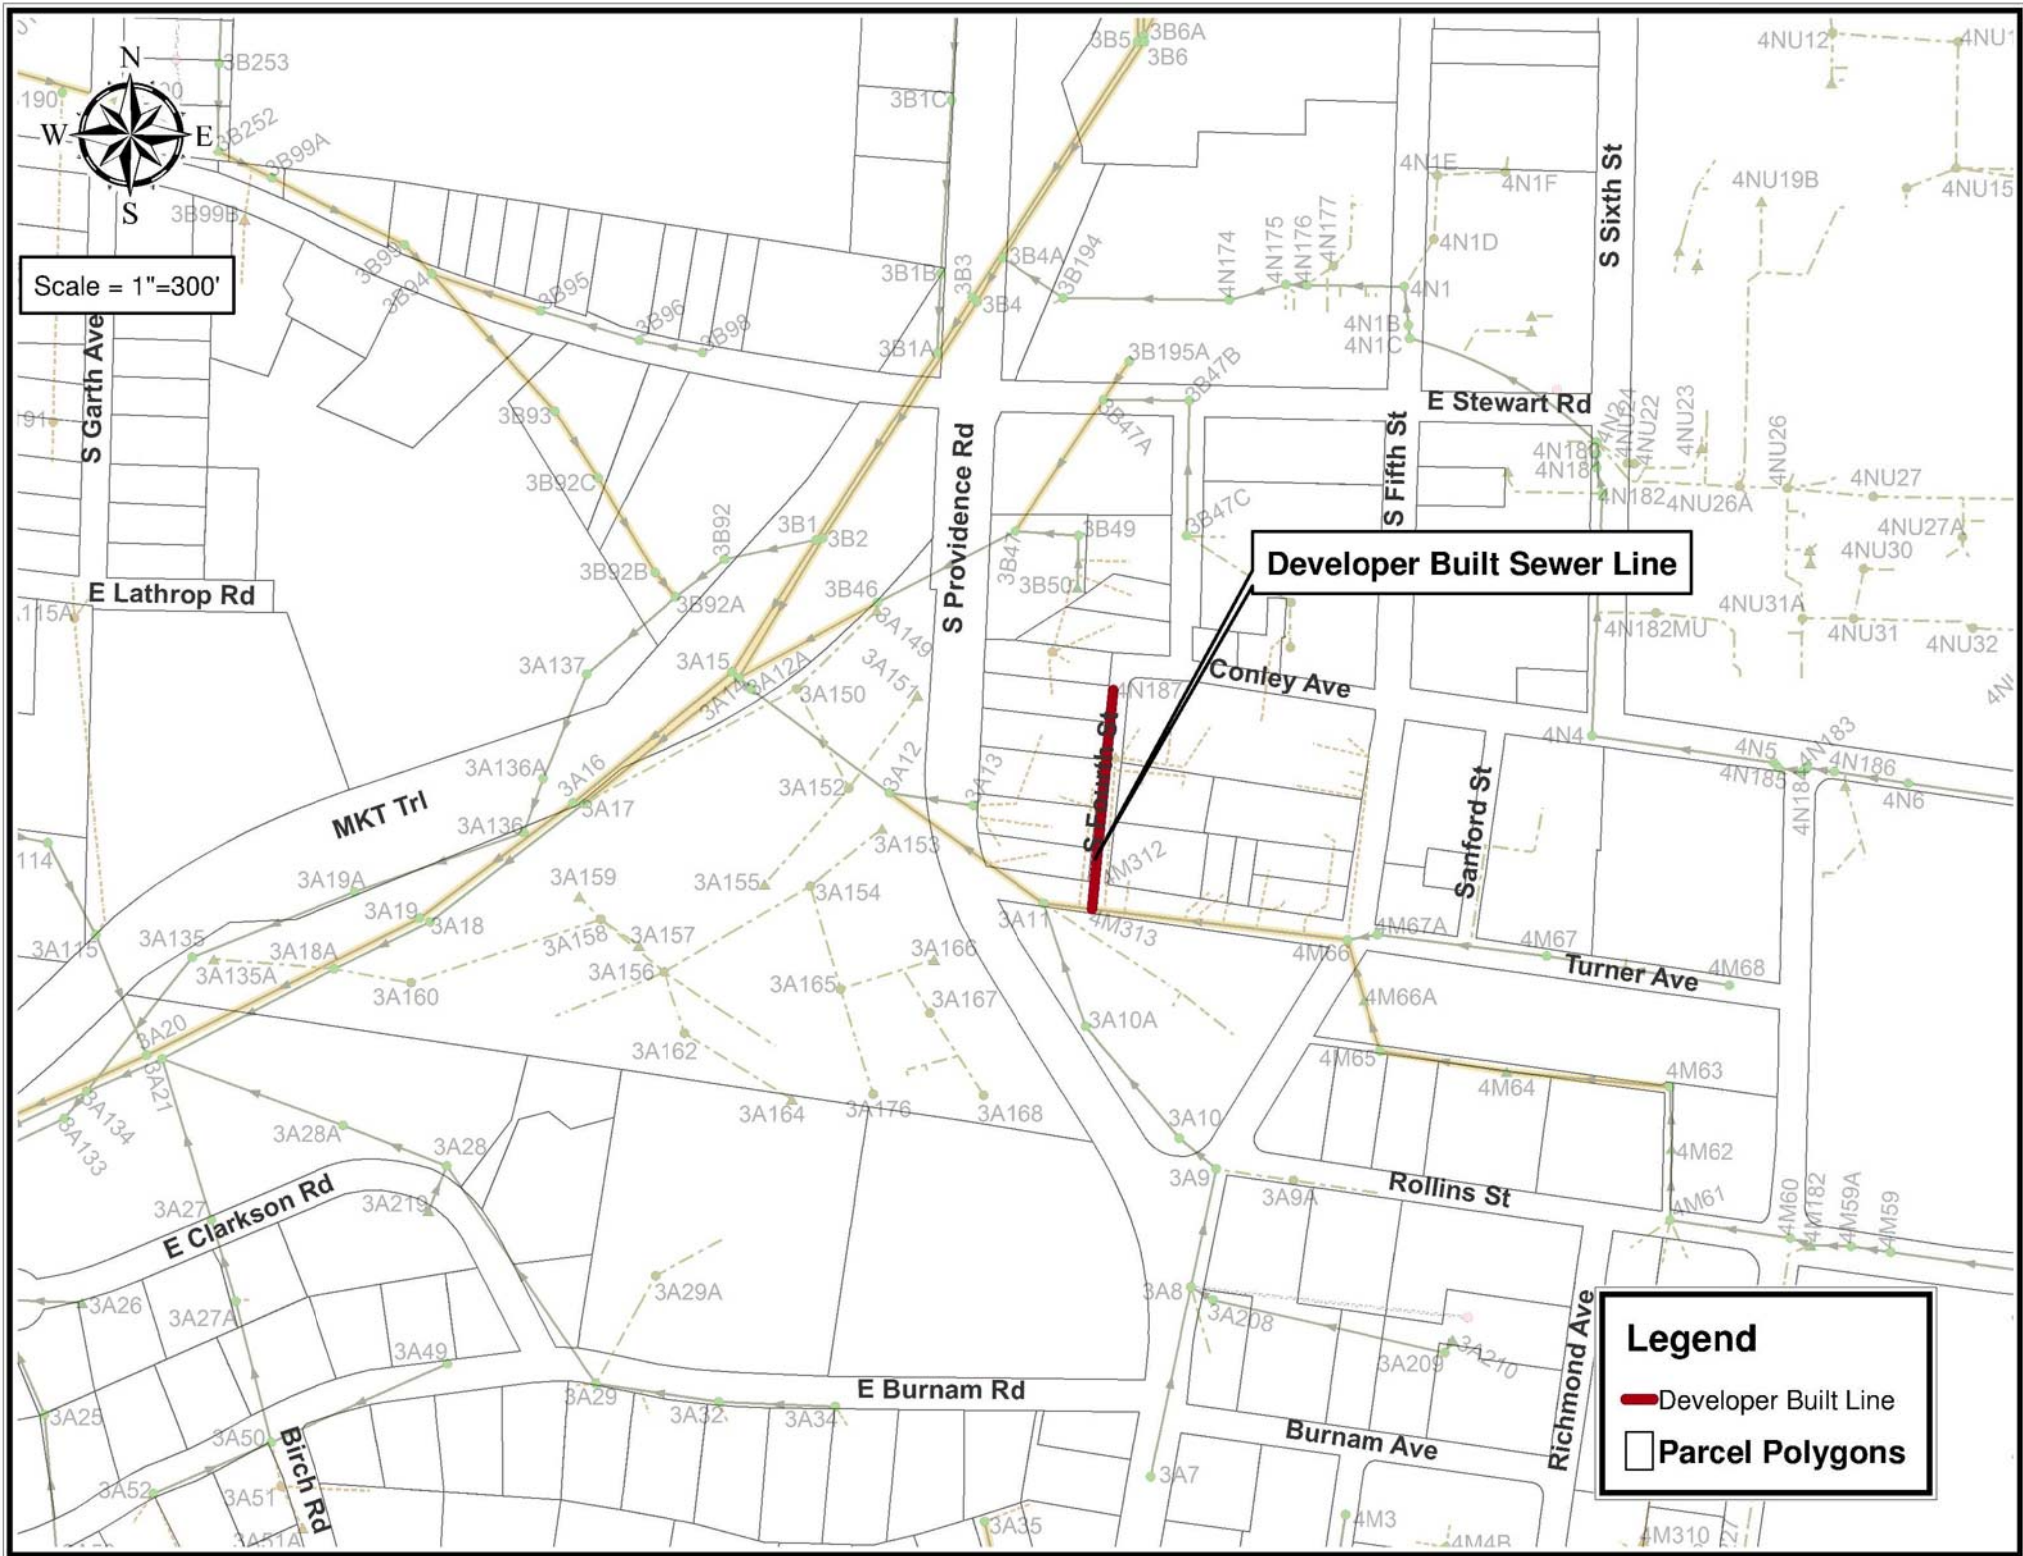 N
W
E
S
Scale = 1"=300'
3B253
3B252
3B99A
3B99B
3B99
3B94
3B95
3B96
3B98
3B93
3B92C
3B92B
3B92A
3B92
3B1C
3B1B
3B1A
3B3
3B4
3B4A
3B5
3B6A
3B6
3B194
4N174
4N175
4N176
4N177
4N1E
4N1F
4N1D
4N1
4N1B
4N1C
S Sixth St
4NU12
4NU19B
4NU15
190
S Garth Ave
3B195A
3B47B
3B47A
E Stewart Rd
4N2
4NU24
4NU22
4NU23
4NU26
4NU27
4N180
4N182
4NU26A
4NU27A
4NU30
S Providence Rd
S Fifth St
3B1
3B2
3B47
3B49
3B47C
3B50
Developer Built Sewer Line
E Lathrop Rd
3B46
3A149
3A137
3A15
3A14
3A12A
3A150
3A151
Conley Ave
4N187
4N182MU
4NU31A
4NU31
4NU32
S Fourth St
3A136A
3A16
3A17
3A136
MKT Trl
3A152
3A12
3A13
3A153
4N4
4N5
4N183
4N185
4N184
4N186
4N6
Sanford St
114
3A19A
3A159
3A155
3A154
4M312
3A19
3A18
3A115
3A135
3A18A
3A135A
3A158
3A157
3A156
3A160
3A166
3A165
3A167
3A11
4M313
4M66
4M67A
4M67
4M68
Turner Ave
4M66A
3A20
3A21
3A134
3A133
3A162
3A164
3A176
3A168
3A10A
4M65
4M64
4M63
3A28A
3A28
3A10
4M62
3A27
3A219
E Clarkson Rd
3A9
3A9A
Rollins St
4M61
4M60
4M182
4M59A
4M59
3A26
3A27A
3A29A
3A8
3A208
3A209
3A210
Richmond Ave
3A49
3A29
3A32
3A34
E Burnam Rd
3A25
3A50
Birch Rd
Burnam Ave
3A52
3A51
3A51A
3A7
3A35
4M3
4M4B
4M310
Legend
Developer Built Line
Parcel Polygons